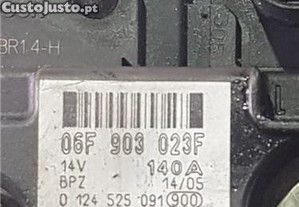 CustoJusto.pt
BR14-H
06F 903 023F
14V 140A
BPZ 14/05
0 124 525 091 900